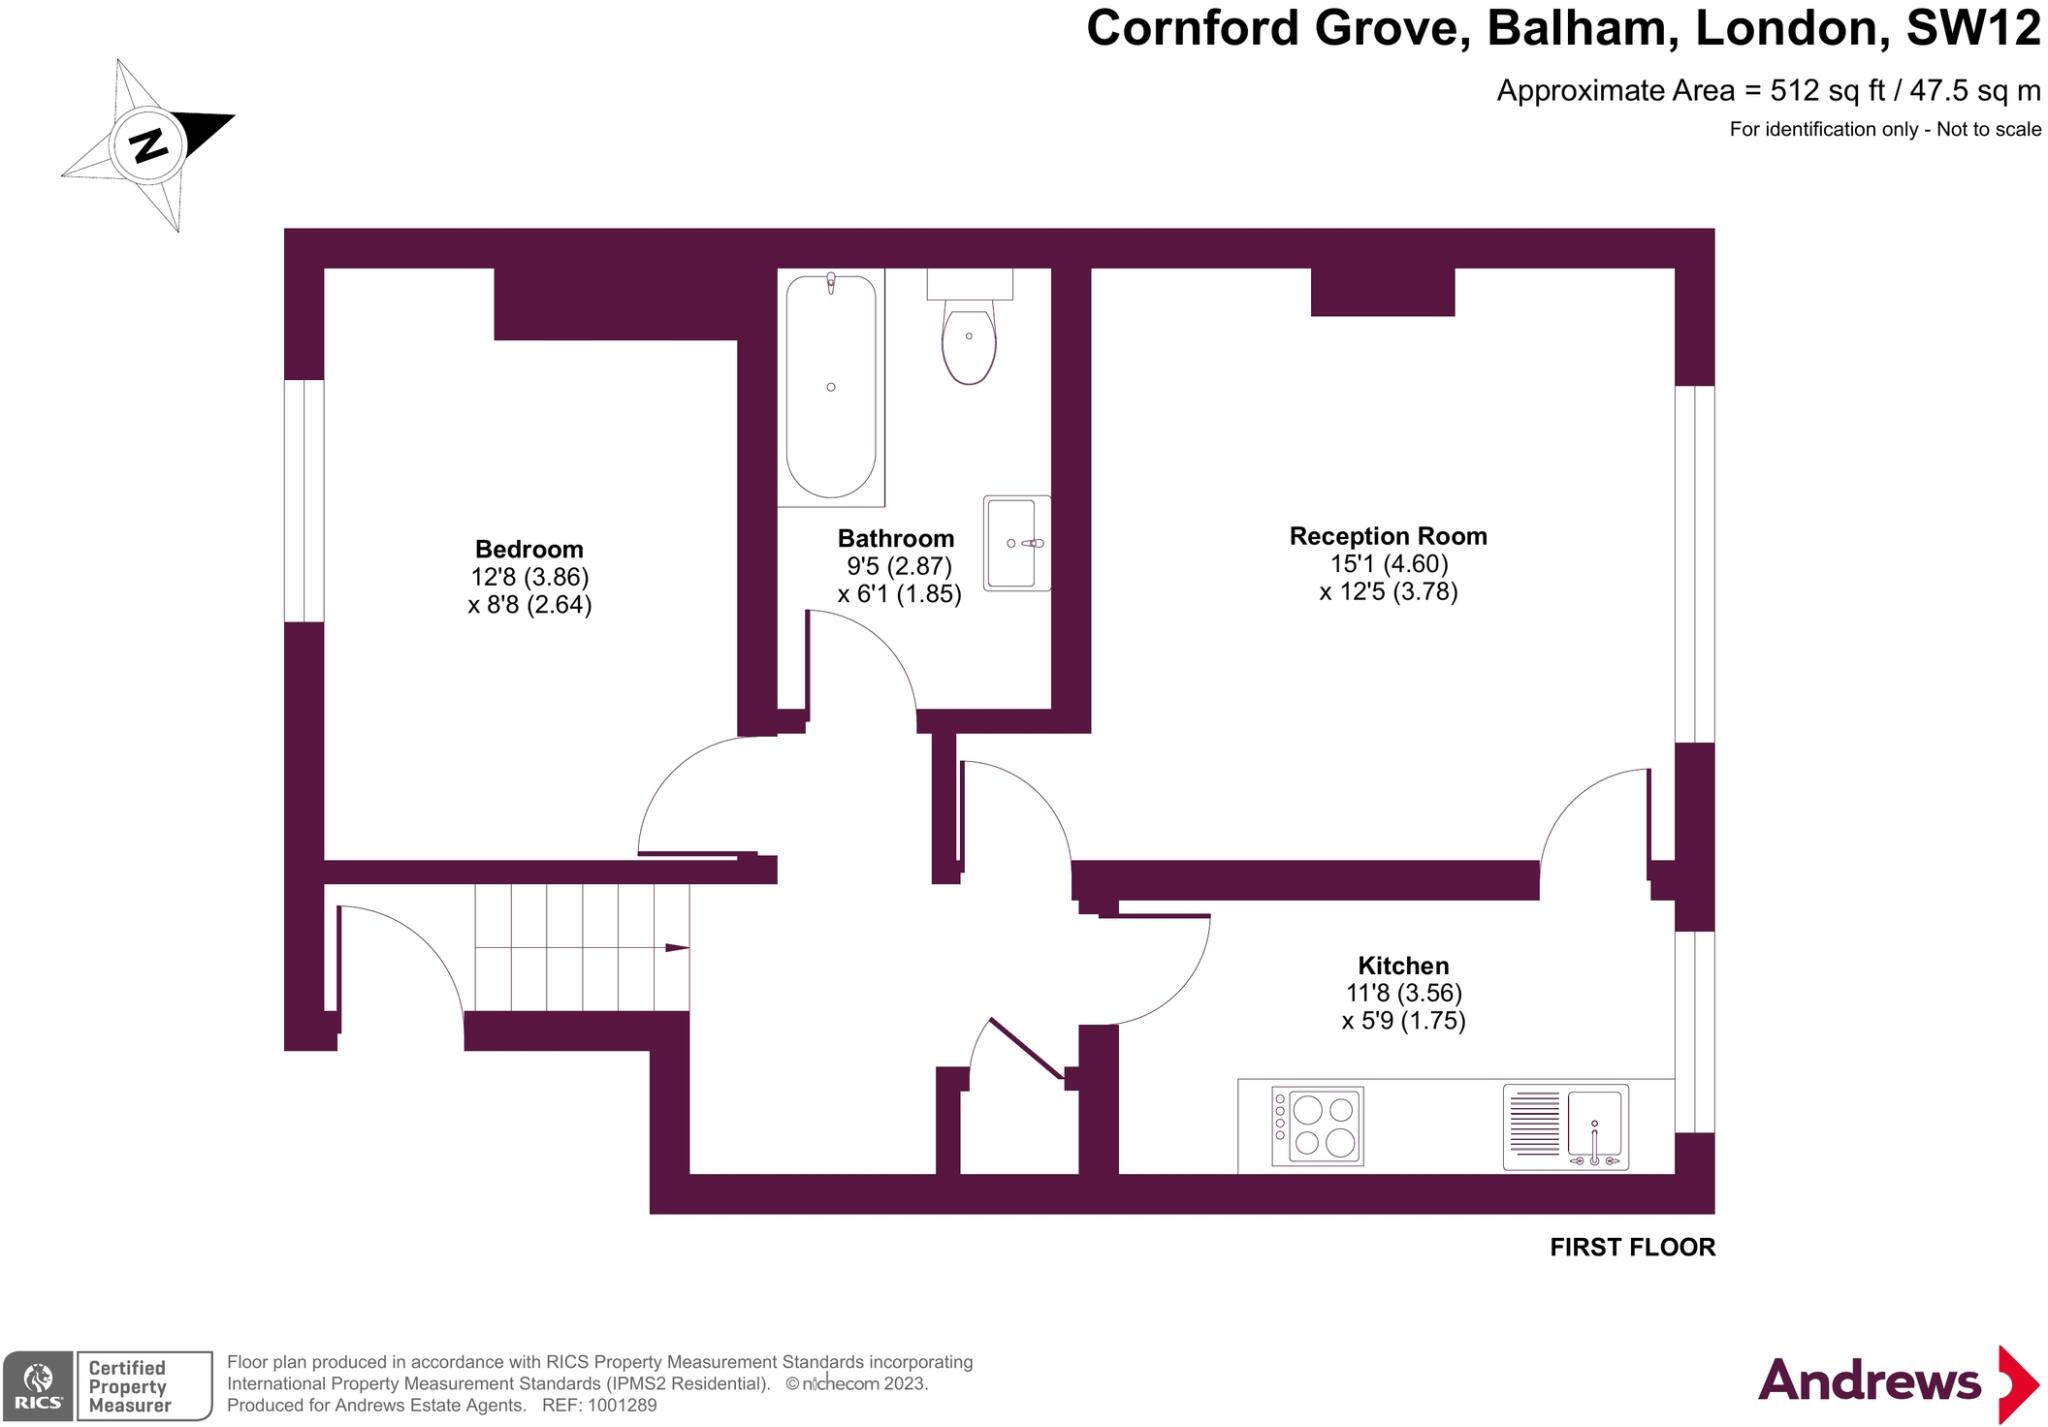 Cornford Grove, Balham, London, SW12
Approximate Area = 512 sq ft / 47.5 sq m
For identification only - Not to scale
N
Bedroom
12'8 (3.86)
x 8'8 (2.64)
Bathroom
9'5 (2.87)
x 6'1 (1.85)
Reception Room
15'1 (4.60)
x 12'5 (3.78)
Kitchen
11'8 (3.56)
x 5'9 (1.75)
FIRST FLOOR
RICS
Certified
Property
Measurer
Floor plan produced in accordance with RICS Property Measurement Standards incorporating
International Property Measurement Standards (IPMS2 Residential). © nichecom 2023.
Produced for Andrews Estate Agents. REF: 1001289
Andrews